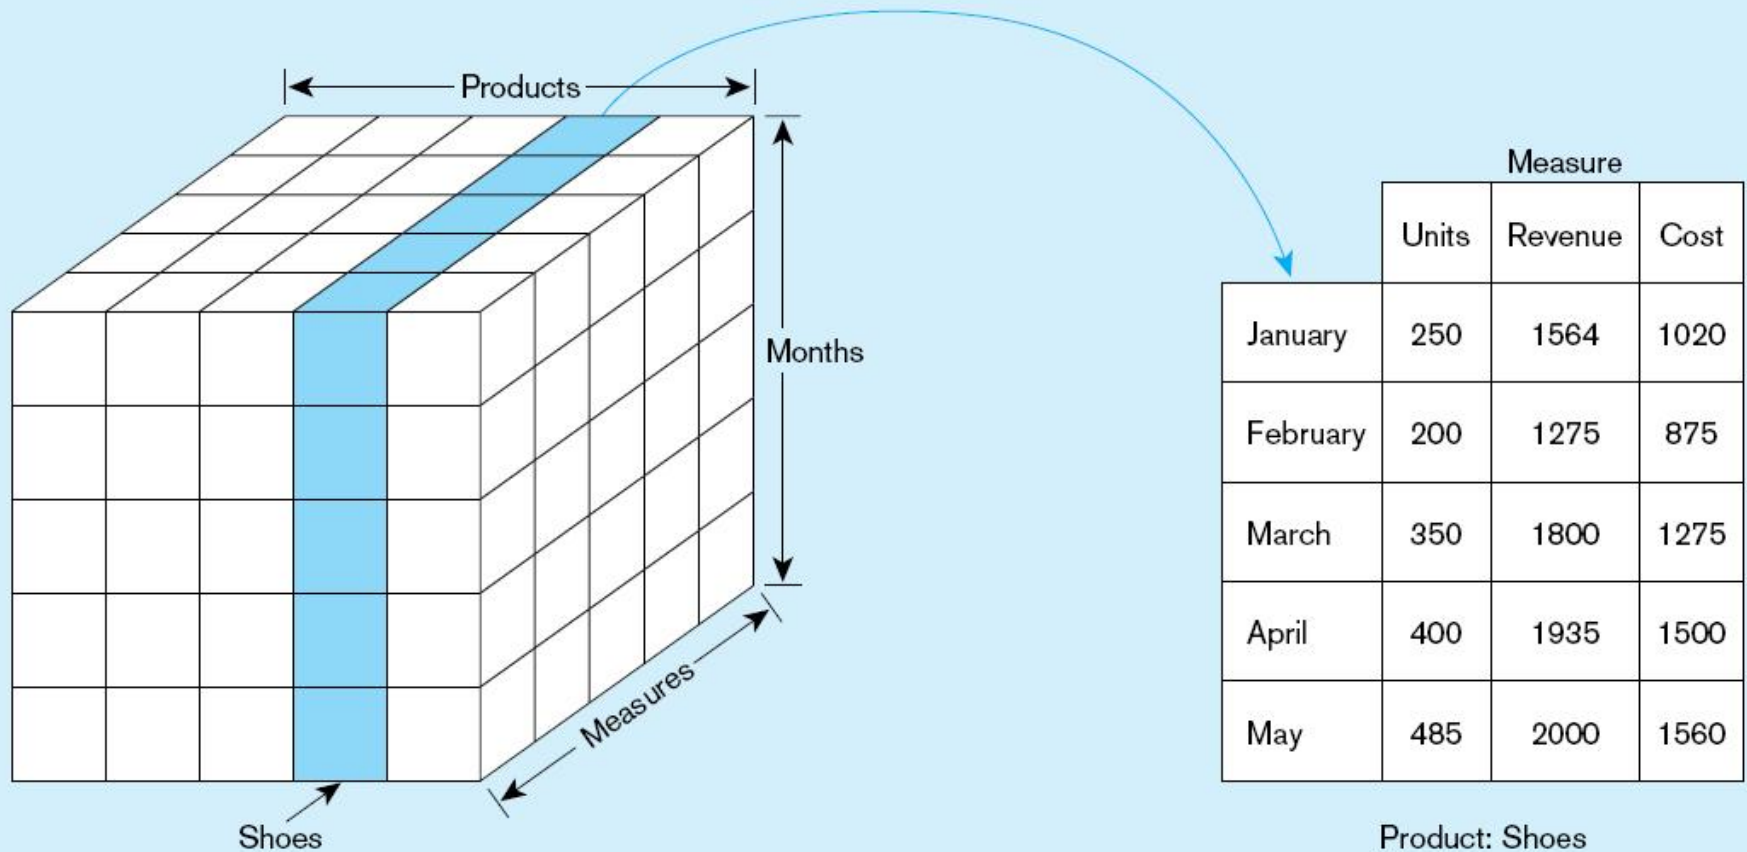 Products
Months
Measures
Shoes
Measure
Units Revenue Cost
January 250 1564 1020
February 200 1275 875
March 350 1800 1275
April 400 1935 1500
May 485 2000 1560
Product: Shoes